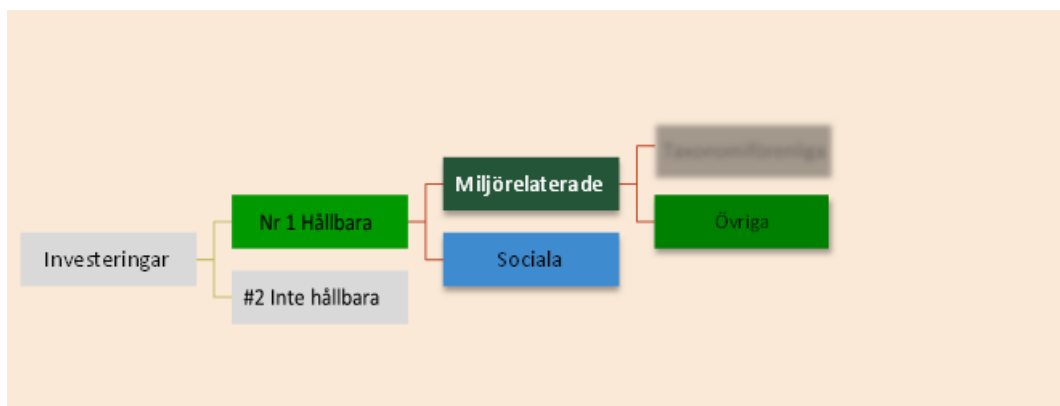 Investeringar
Nr 1 Hållbara
#2 Inte hållbara
Miljörelaterade
Sociala
Övriga